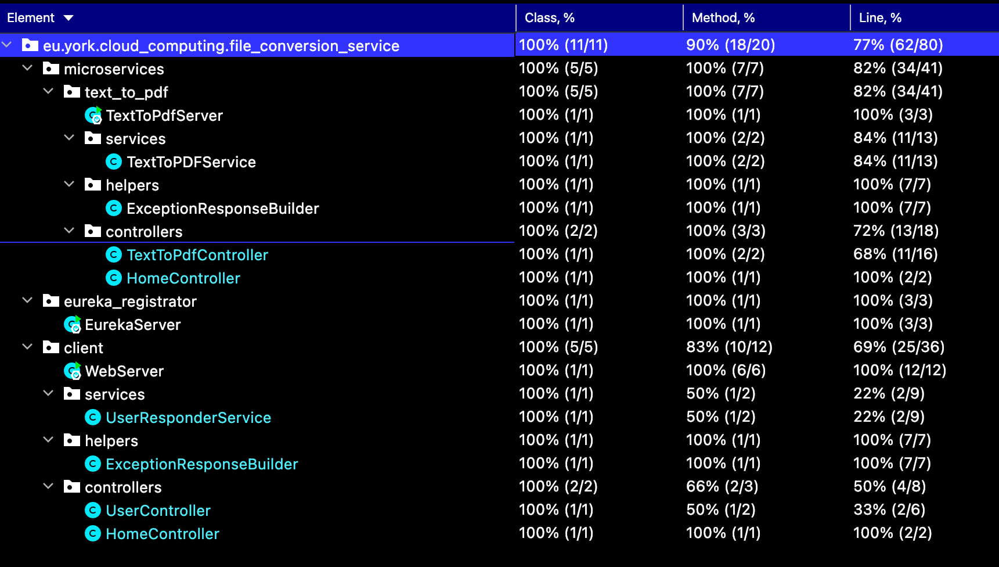 Element Class, % Method, % Line, %
eu.york.cloud_computing.file_conversion_service 100% (11/11) 90% (18/20) 77% (62/80)
microservices 100% (5/5) 100% (7/7) 82% (34/41)
text_to_pdf 100% (5/5) 100% (7/7) 82% (34/41)
TextToPdfServer 100% (1/1) 100% (1/1) 100% (3/3)
services 100% (1/1) 100% (2/2) 84% (11/13)
TextToPDFService 100% (1/1) 100% (2/2) 84% (11/13)
helpers 100% (1/1) 100% (1/1) 100% (7/7)
ExceptionResponseBuilder 100% (1/1) 100% (1/1) 100% (7/7)
controllers 100% (2/2) 100% (3/3) 72% (13/18)
TextToPdfController 100% (1/1) 100% (2/2) 68% (11/16)
HomeController 100% (1/1) 100% (1/1) 100% (2/2)
eureka_registrator 100% (1/1) 100% (1/1) 100% (3/3)
EurekaServer 100% (1/1) 100% (1/1) 100% (3/3)
client 100% (5/5) 83% (10/12) 69% (25/36)
WebServer 100% (1/1) 100% (6/6) 100% (12/12)
services 100% (1/1) 50% (1/2) 22% (2/9)
UserResponderService 100% (1/1) 50% (1/2) 22% (2/9)
helpers 100% (1/1) 100% (1/1) 100% (7/7)
ExceptionResponseBuilder 100% (1/1) 100% (1/1) 100% (7/7)
controllers 100% (2/2) 66% (2/3) 50% (4/8)
UserController 100% (1/1) 50% (1/2) 33% (2/6)
HomeController 100% (1/1) 100% (1/1) 100% (2/2)